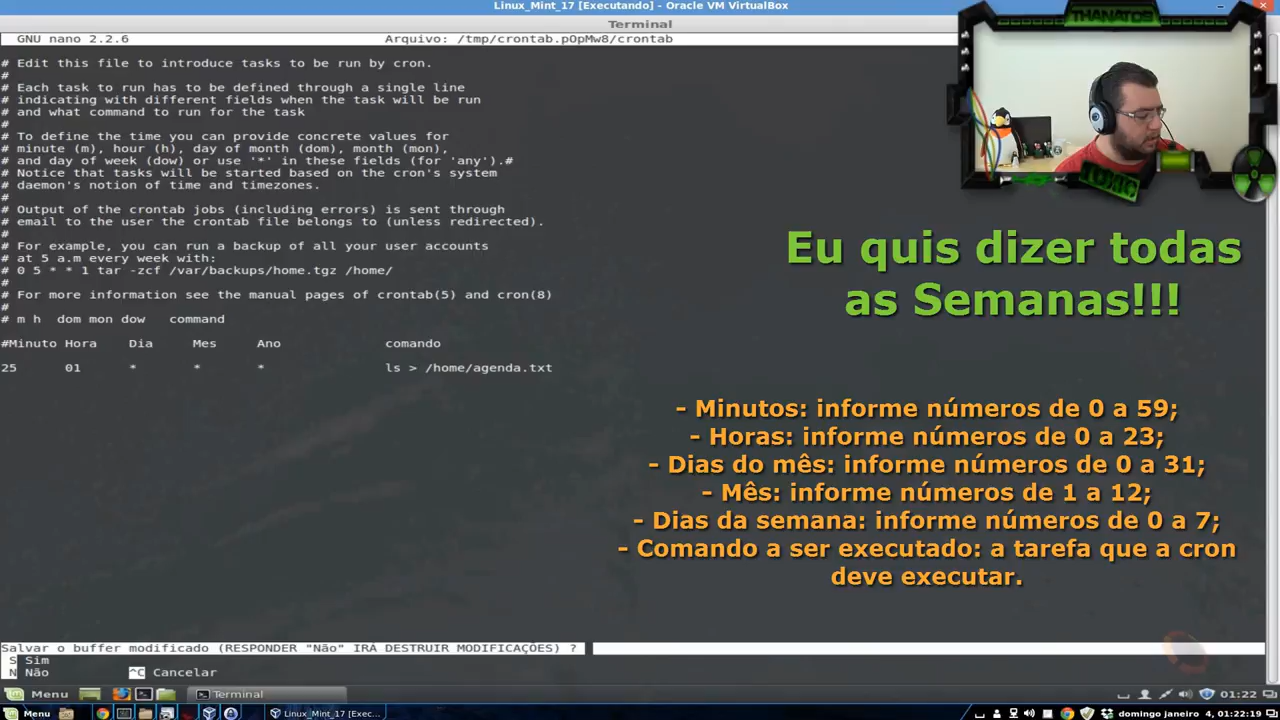 Linux_Mint_17 [Executando] - Oracle VM VirtualBox
Terminal
GNU nano 2.2.6 Arquivo: /tmp/crontab.pOpMw8/crontab
# Edit this file to introduce tasks to be run by cron.
#
# Each task to run has to be defined through a single line
# indicating with different fields when the task will be run
# and what command to run for the task
#
# To define the time you can provide concrete values for
# minute (m), hour (h), day of month (dom), month (mon),
# and day of week (dow) or use '*' in these fields (for 'any').#
# Notice that tasks will be started based on the cron's system
# daemon's notion of time and timezones.
#
# Output of the crontab jobs (including errors) is sent through
# email to the user the crontab file belongs to (unless redirected).
#
# For example, you can run a backup of all your user accounts
# at 5 a.m every week with:
# 0 5 * * 1 tar -zcf /var/backups/home.tgz /home/
#
# For more information see the manual pages of crontab(5) and cron(8)
#
# m h dom mon dow command
#Minuto Hora Dia Mes Ano comando
25 01 * * * ls > /home/agenda.txt
THANATOS
TOXIC
Eu quis dizer todas
as Semanas!!!
- Minutos: informe números de 0 a 59;
- Horas: informe números de 0 a 23;
- Dias do mês: informe números de 0 a 31;
- Mês: informe números de 1 a 12;
- Dias da semana: informe números de 0 a 7;
- Comando a ser executado: a tarefa que a cron
deve executar.
Salvar o buffer modificado (RESPONDER "Não" IRÁ DESTRUIR MODIFICAÇÕES) ?
S Sim
N Não ^C Cancelar
Menu Terminal 01:22
Menu Linux_Mint_17 [Exec... domingo janeiro 4, 01:22:19